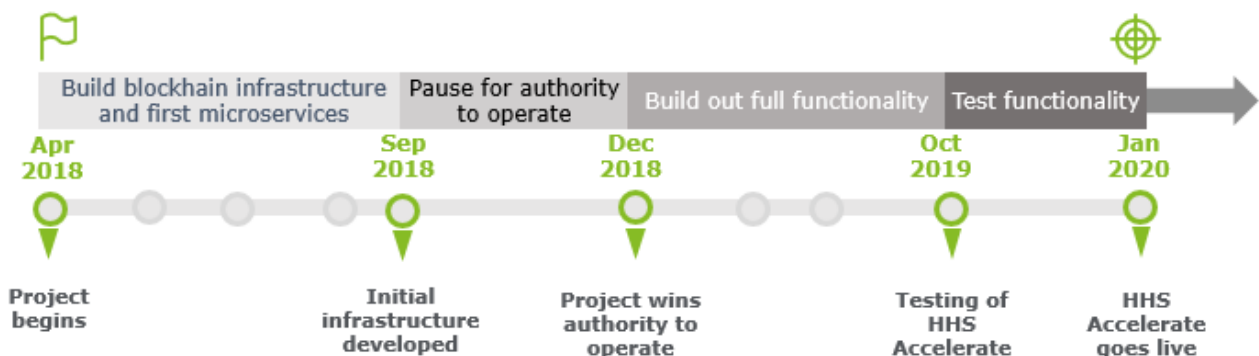 Build blockhain infrastructure
and first microservices
Pause for authority
to operate
Build out full functionality
Test functionality
Apr
2018
Sep
2018
Dec
2018
Oct
2019
Jan
2020
Project
begins
Initial
infrastructure
developed
Project wins
authority to
operate
Testing of
HHS
Accelerate
HHS
Accelerate
goes live